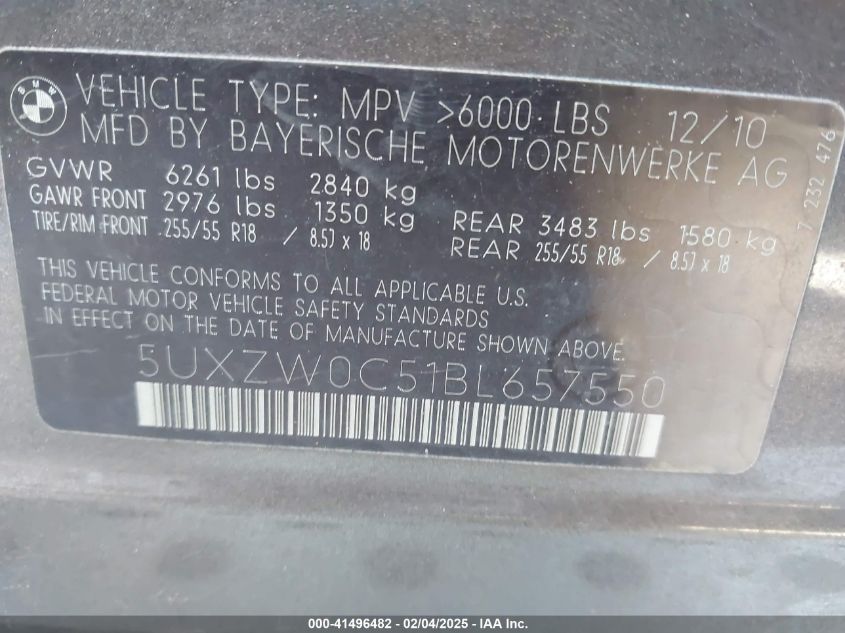 BMW
VEHICLE TYPE: MPV >6000 LBS 12/10
MFD BY BAYERISCHE MOTORENWERKE AG
GVWR 6261 lbs 2840 kg
GAWR FRONT 2976 lbs 1350 kg REAR 3483 lbs 1580 kg
TIRE/RIM FRONT 255/55 R18 / 8.5J x 18 REAR 255/55 R18 / 8.5J x 18
THIS VEHICLE CONFORMS TO ALL APPLICABLE U.S.
FEDERAL MOTOR VEHICLE SAFETY STANDARDS
IN EFFECT ON THE DATE OF MANUFACTURE SHOWN ABOVE.
5UXZW0C51BL657550
7 232 476
000-41496482 - 02/04/2025 - IAA Inc.